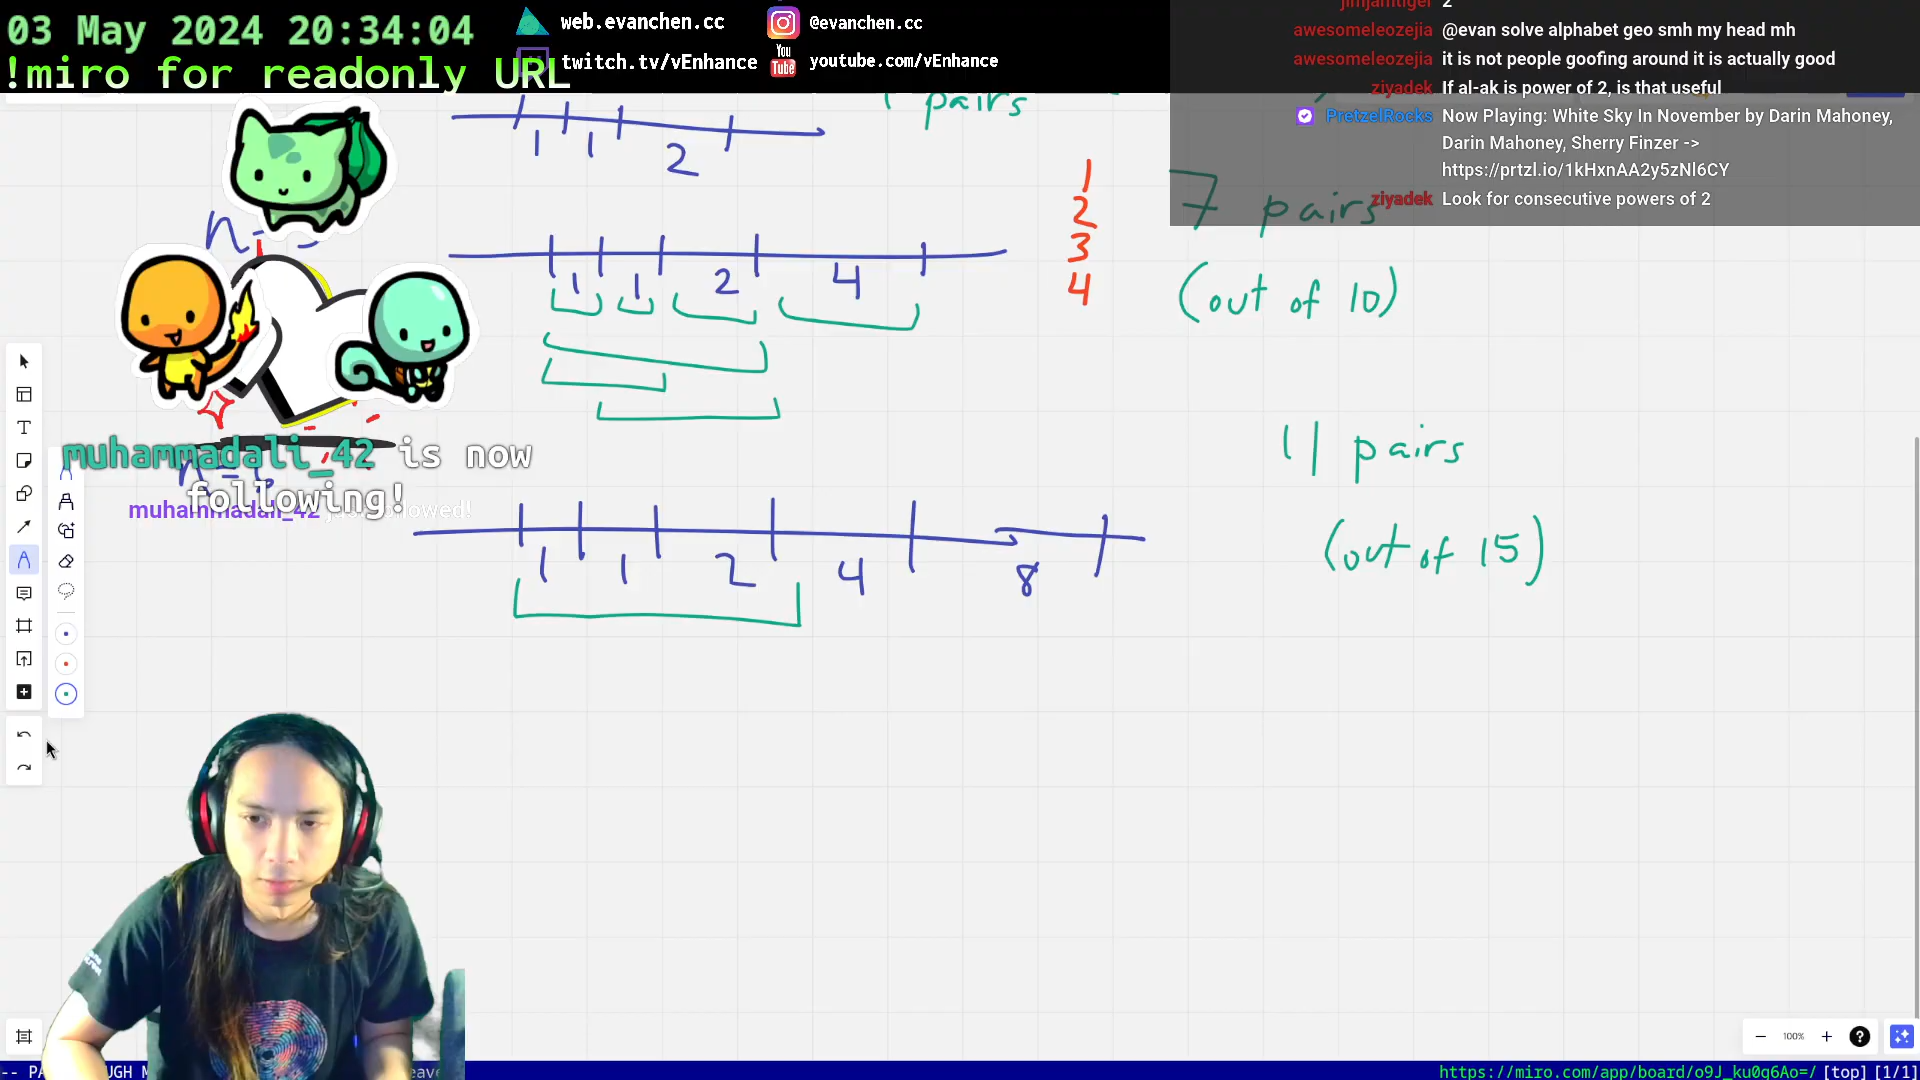 03 May 2024 20:34:04
!miro for readonly URL
web.evanchen.cc
@evanchen.cc
twitch.tv/vEnhance
You Tube
youtube.com/vEnhance
jimjamtiger 2
awesomeleozejia @evan solve alphabet geo smh my head mh
awesomeleozejia it is not people goofing around it is actually good
ziyadek If al-ak is power of 2, is that useful
PretzelRocks Now Playing: White Sky In November by Darin Mahoney,
Darin Mahoney, Sherry Finzer ->
https://prtzl.io/1kHxnAA2y5zNl6CY
ziyadek Look for consecutive powers of 2
pairs
1 1 2
n=
1 1 2 4
1
2
3
4
7 pairs
(out of 10)
muhammadali_42 is now
following!
muhammadali_42
11 pairs
(out of 15)
1 1 2 4 8
100%
https://miro.com/app/board/o9J_ku0g6Ao=/ [top] [1/1]